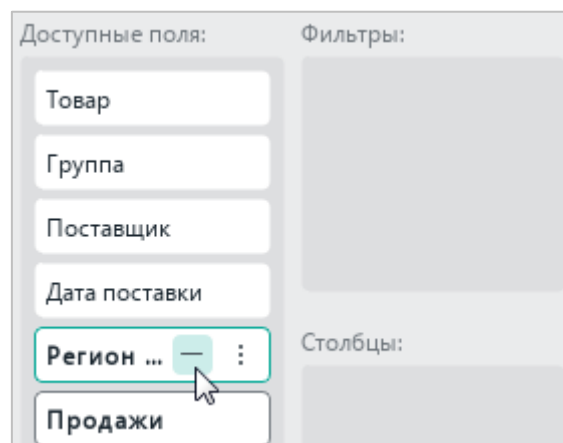 Доступные поля:
Фильтры:
Товар
Группа
Поставщик
Дата поставки
Регион ...
Столбцы:
Продажи